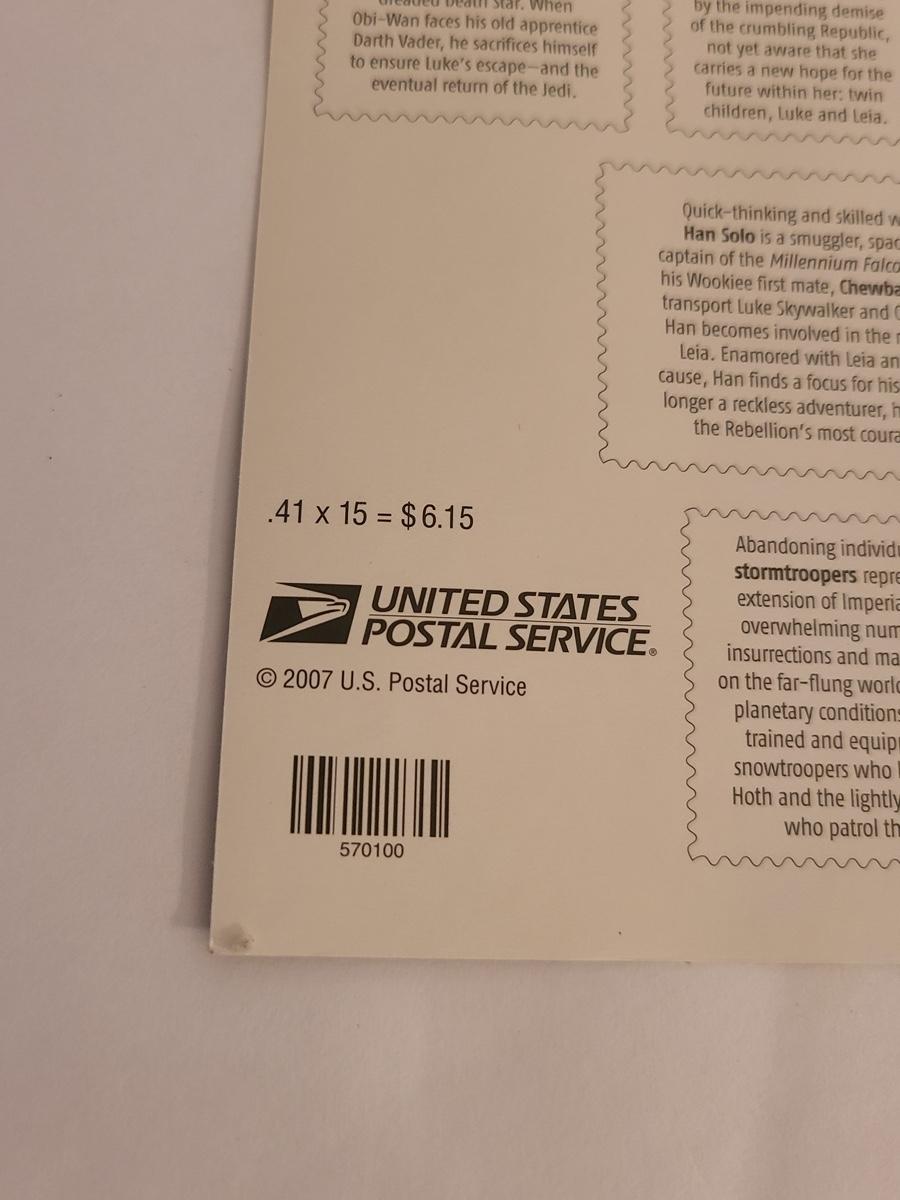 Death Star. When
Obi-Wan faces his old apprentice
Darth Vader, he sacrifices himself
to ensure Luke's escape—and the
eventual return of the Jedi.
by the impending demise
of the crumbling Republic,
not yet aware that she
carries a new hope for the
future within her: twin
children, Luke and Leia.
Quick-thinking and skilled
Han Solo is a smuggler,
captain of the Millennium
his Wookiee first mate,
transport Luke Skywalker and
Han becomes involved in the
Leia. Enamored with Leia
cause, Han finds a focus for his
longer a reckless adventurer,
the Rebellion's most
.41 x 15 = $6.15
UNITED STATES
POSTAL SERVICE®
© 2007 U.S. Postal Service
570100
Abandoning
stormtroopers
extension of
overwhelming
insurrections and
on the far-flung
planetary
trained and
snowtroopers who
Hoth and the lightly
who patrol